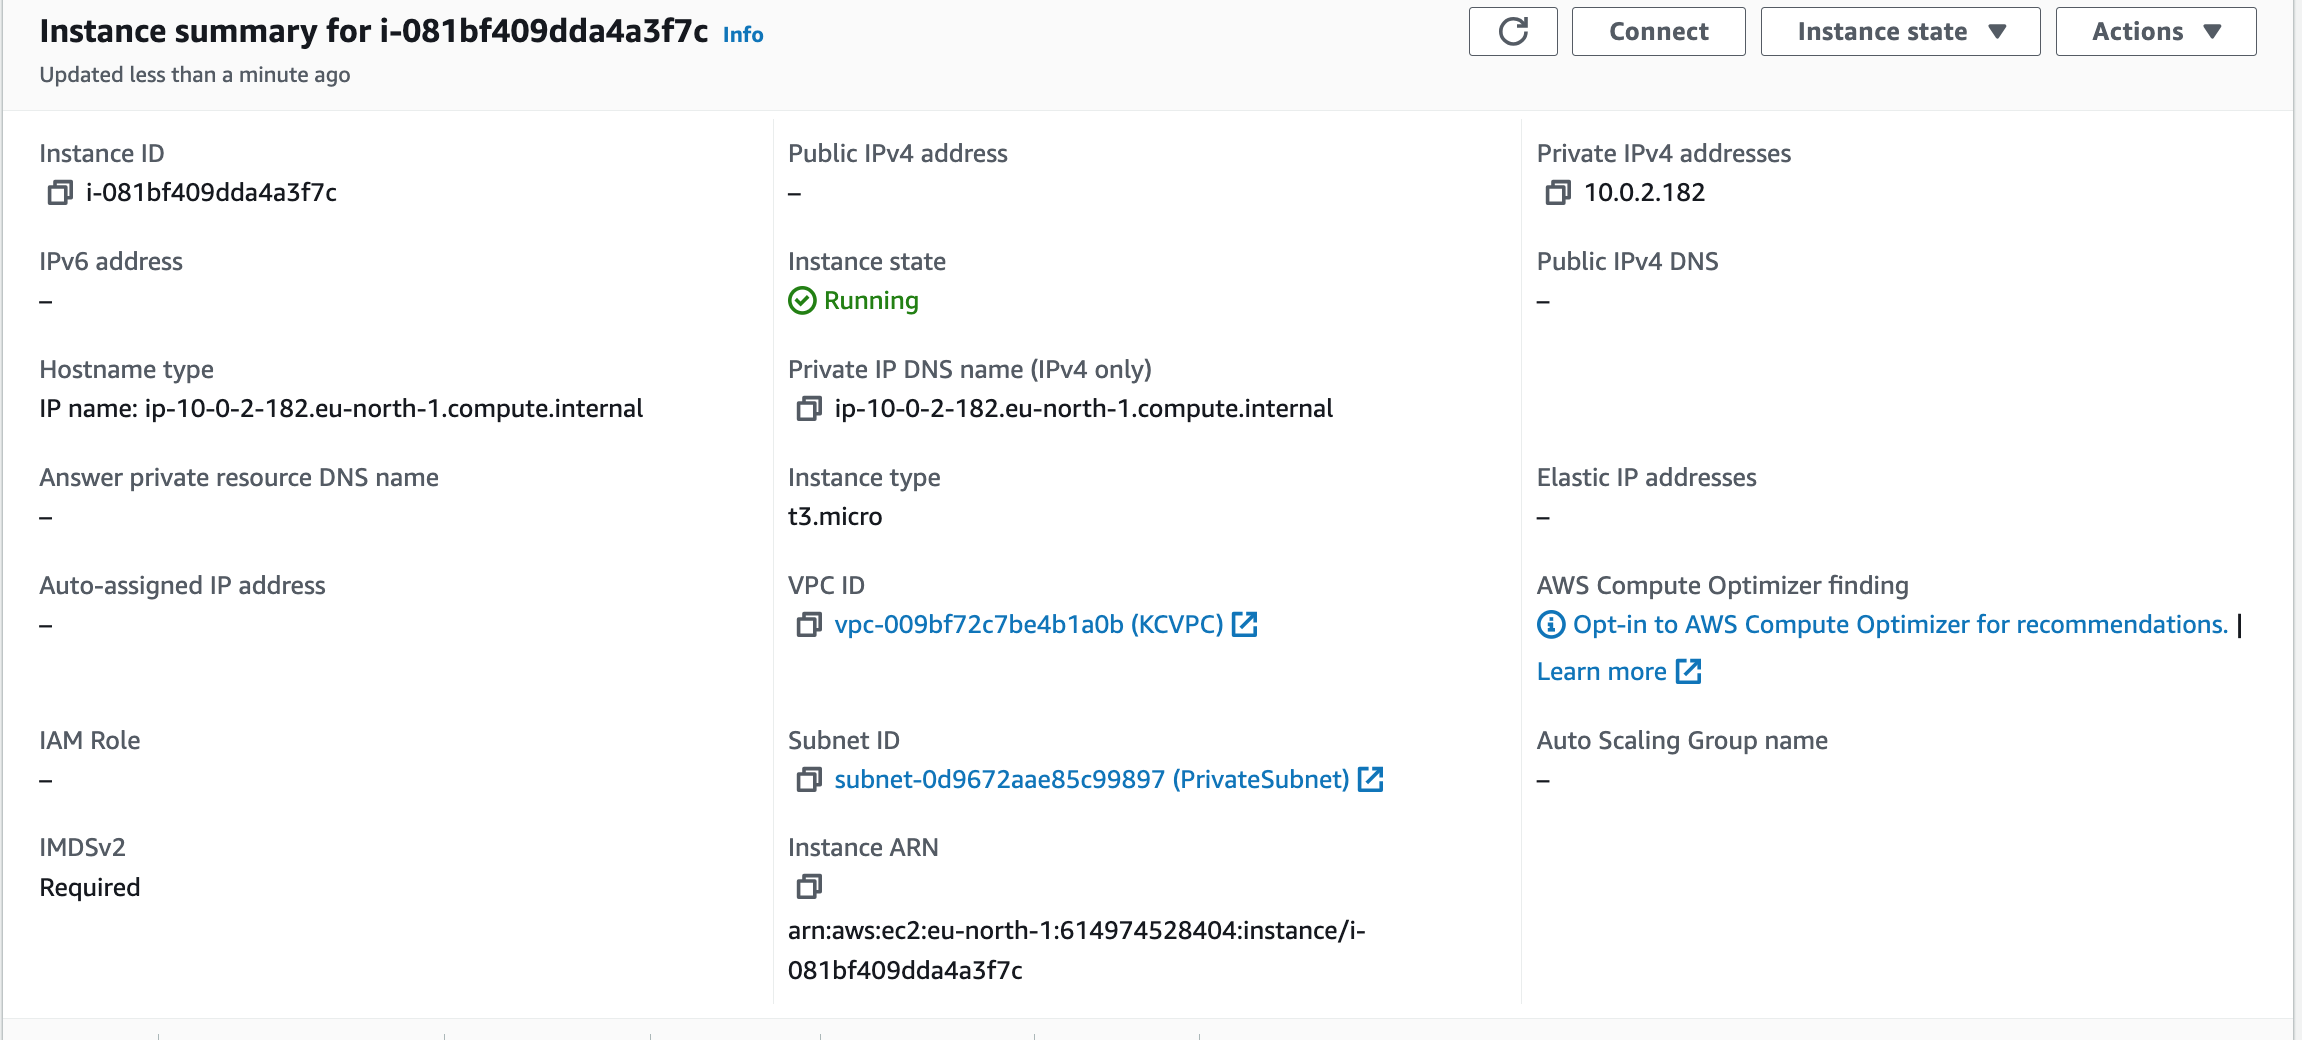 Instance summary for i-081bf409dda4a3f7c Info
Connect
Instance state
Actions
Updated less than a minute ago
Instance ID
i-081bf409dda4a3f7c
Public IPv4 address
–
Private IPv4 addresses
10.0.2.182
IPv6 address
–
Instance state
Running
Public IPv4 DNS
–
Hostname type
IP name: ip-10-0-2-182.eu-north-1.compute.internal
Private IP DNS name (IPv4 only)
ip-10-0-2-182.eu-north-1.compute.internal
Answer private resource DNS name
–
Instance type
t3.micro
Elastic IP addresses
–
Auto-assigned IP address
–
VPC ID
vpc-009bf72c7be4b1a0b (KCVPC)
AWS Compute Optimizer finding
Opt-in to AWS Compute Optimizer for recommendations. |
Learn more
IAM Role
–
Subnet ID
subnet-0d9672aae85c99897 (PrivateSubnet)
Auto Scaling Group name
–
IMDSv2
Required
Instance ARN
arn:aws:ec2:eu-north-1:614974528404:instance/i-
081bf409dda4a3f7c